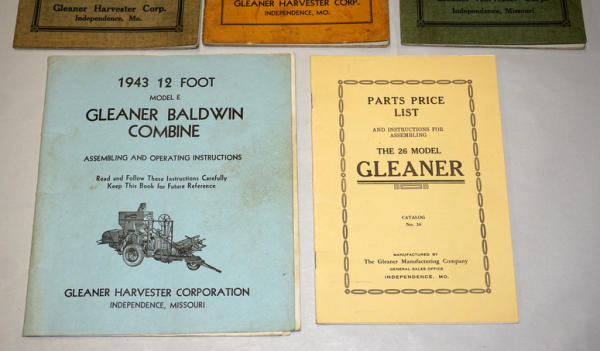 Gleaner Harvester Corp.
Independence, Mo.
GLEANER HARVESTER CORP.
INDEPENDENCE, MO.
Independence, Missouri
1943 12 FOOT
MODEL E
GLEANER BALDWIN
COMBINE
ASSEMBLING AND OPERATING INSTRUCTIONS
Read and Follow These Instructions Carefully
Keep This Book for Future Reference
GLEANER HARVESTER CORPORATION
INDEPENDENCE, MISSOURI
PARTS PRICE
LIST
AND INSTRUCTIONS FOR
ASSEMBLING
THE 26 MODEL
GLEANER
CATALOG
No. 36
MANUFACTURED BY
The Gleaner Manufacturing Company
GENERAL SALES OFFICE
INDEPENDENCE, MO.